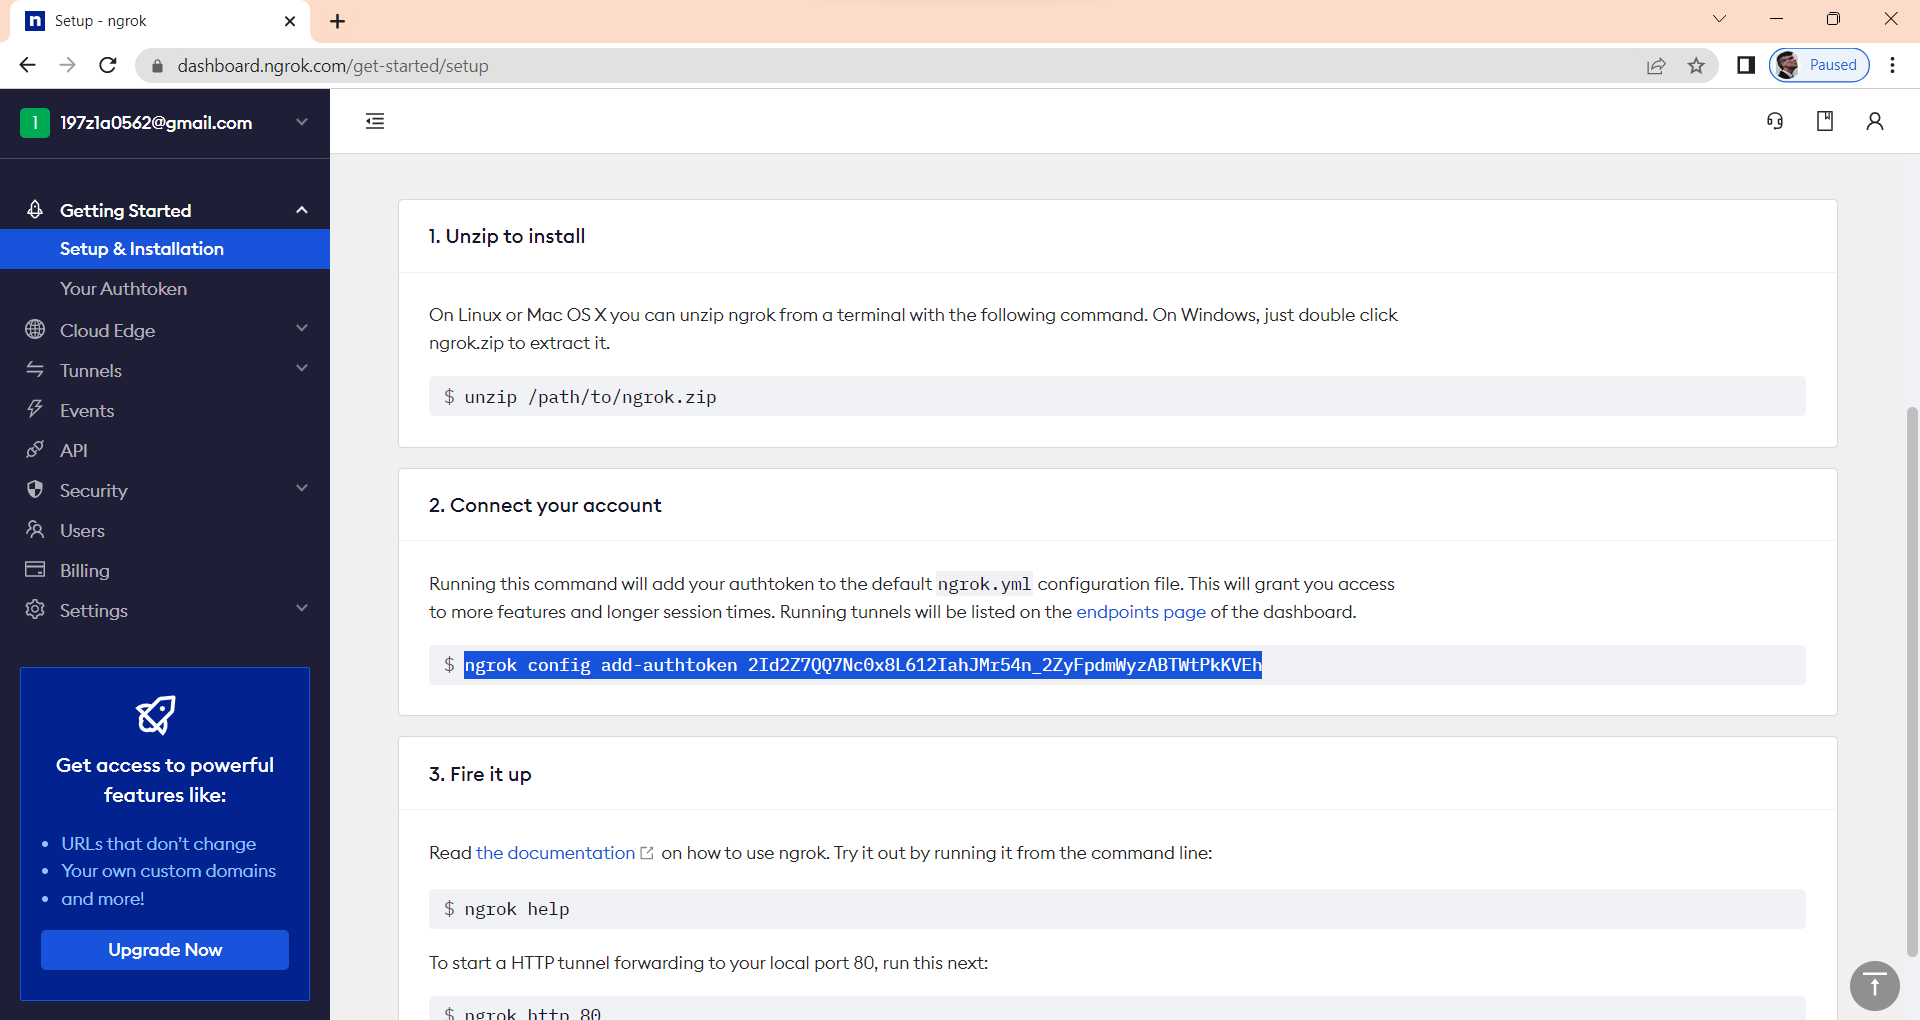 Setup - ngrok
dashboard.ngrok.com/get-started/setup
Paused
1
197z1a0562@gmail.com
Getting Started
Setup & Installation
Your Authtoken
Cloud Edge
Tunnels
Events
API
Security
Users
Billing
Settings
Get access to powerful
features like:
• URLs that don't change
• Your own custom domains
• and more!
Upgrade Now
1. Unzip to install
On Linux or Mac OS X you can unzip ngrok from a terminal with the following command. On Windows, just double click
ngrok.zip to extract it.
$ unzip /path/to/ngrok.zip
2. Connect your account
Running this command will add your authtoken to the default ngrok.yml configuration file. This will grant you access
to more features and longer session times. Running tunnels will be listed on the endpoints page of the dashboard.
$ ngrok config add-authtoken 2Id2Z7QQ7Nc0x8L612IahJMr54n_2ZyFpdmWyzABTWtPkKVEh
3. Fire it up
Read the documentation on how to use ngrok. Try it out by running it from the command line:
$ ngrok help
To start a HTTP tunnel forwarding to your local port 80, run this next:
$ ngrok http 80